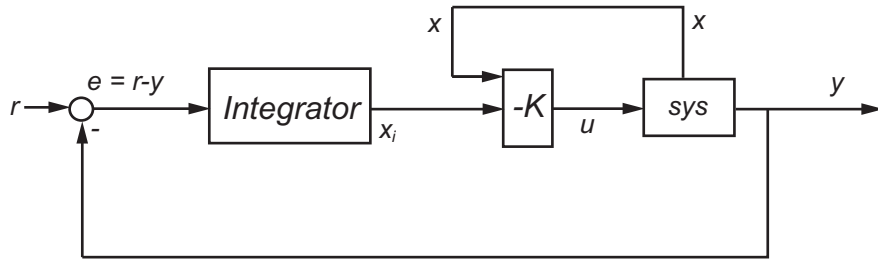 x
x
e = r-y
r
-
Integrator
x_i
-K
u
sys
y